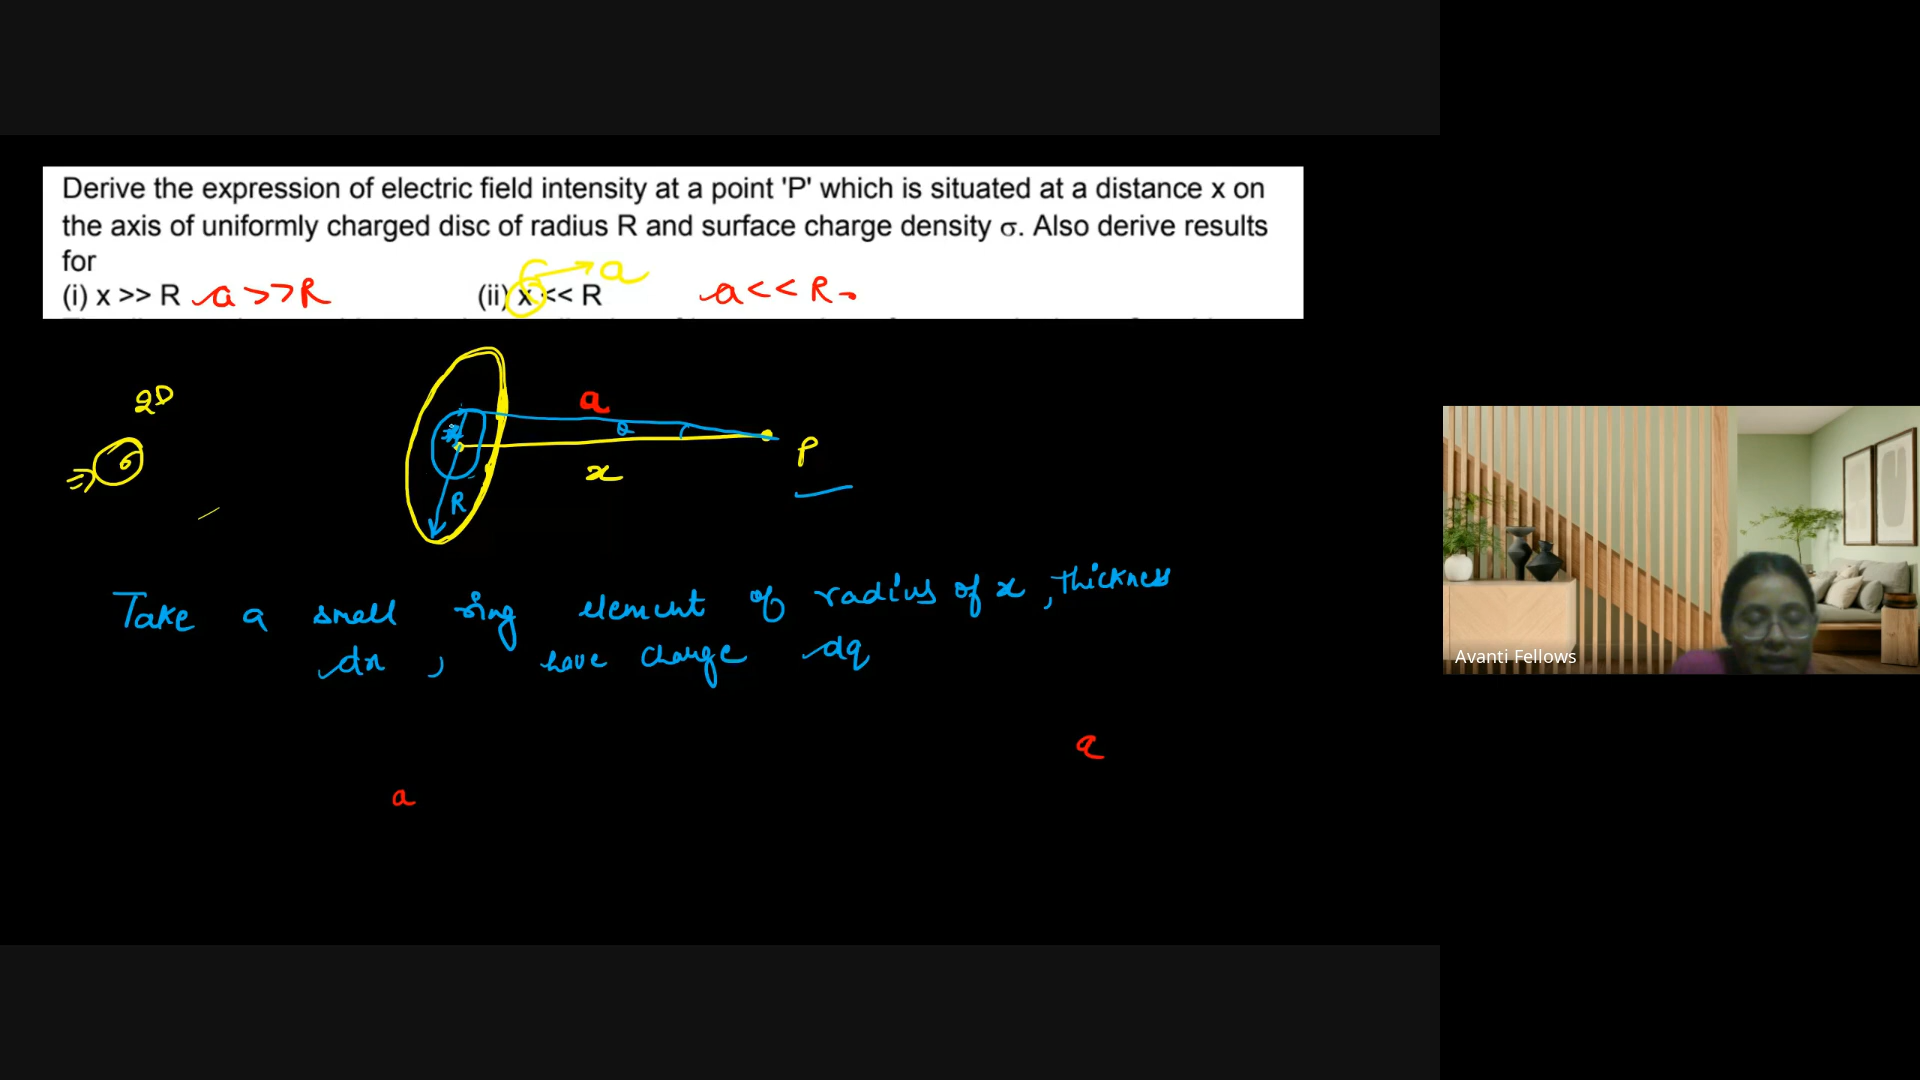 Derive the expression of electric field intensity at a point 'P' which is situated at a distance x on
the axis of uniformly charged disc of radius R and surface charge density σ. Also derive results
for
a
(i) x >> R a >> R (ii) x << R a << R
2D
a
θ
P
x
σ
R
Take a small ring element of radius of x, thickness
dx, have charge dq
Avanti Fellows
a
a